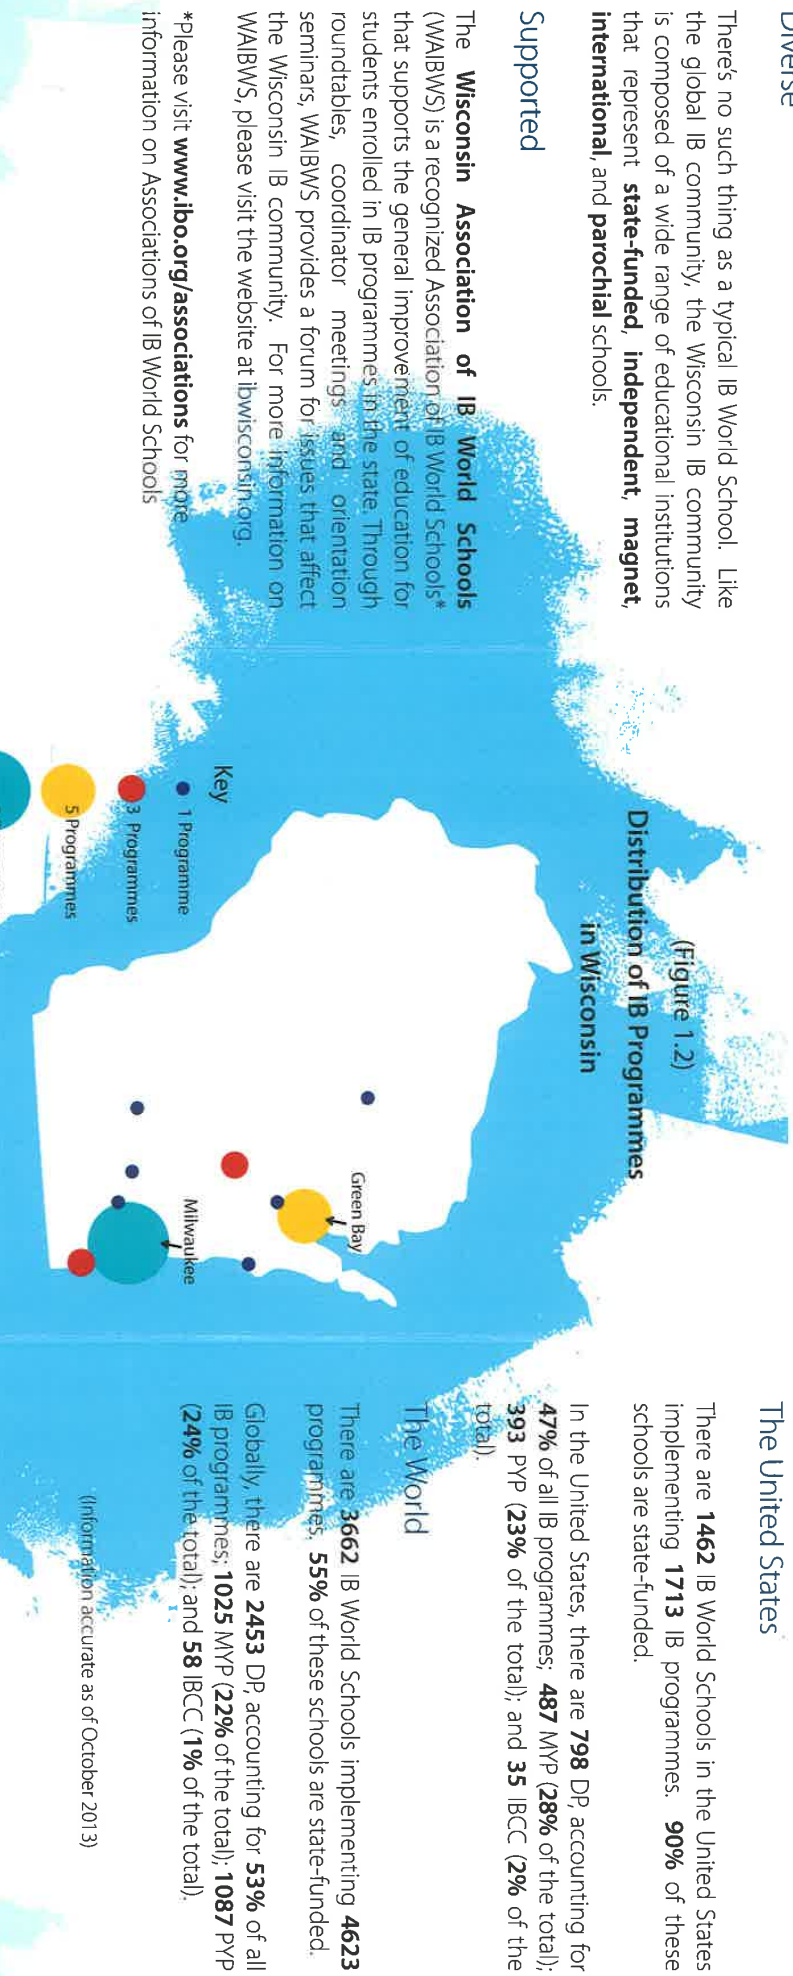 Diverse
There's no such thing as a typical IB World School. Like
the global IB community, the Wisconsin IB community
is composed of a wide range of educational institutions
that represent state-funded, independent, magnet,
international, and parochial schools.
Supported
The Wisconsin Association of IB World Schools
(WAIBWS) is a recognized Association of IB World Schools*
that supports the general improvement of education for
students enrolled in IB programmes in the state. Through
roundtables, coordinator meetings and orientation
seminars, WAIBWS provides a forum for issues that affect
the Wisconsin IB community. For more information on
WAIBWS, please visit the website at ibwisconsin.org.
*Please visit www.ibo.org/associations for more
information on Associations of IB World Schools
(Figure 1.2)
Distribution of IB Programmes
in Wisconsin
Green Bay
Milwaukee
Key
1 Programme
3 Programmes
5 Programmes
The United States
There are 1462 IB World Schools in the United States
implementing 1713 IB programmes. 90% of these
schools are state-funded.
In the United States, there are 798 DP, accounting for
47% of all IB programmes; 487 MYP (28% of the total);
393 PYP (23% of the total); and 35 IBCC (2% of the
total).
The World
There are 3662 IB World Schools implementing 4623
programmes. 55% of these schools are state-funded.
Globally, there are 2453 DP, accounting for 53% of all
IB programmes; 1025 MYP (22% of the total); 1087 PYP
(24% of the total); and 58 IBCC (1% of the total).
(Information accurate as of October 2013)